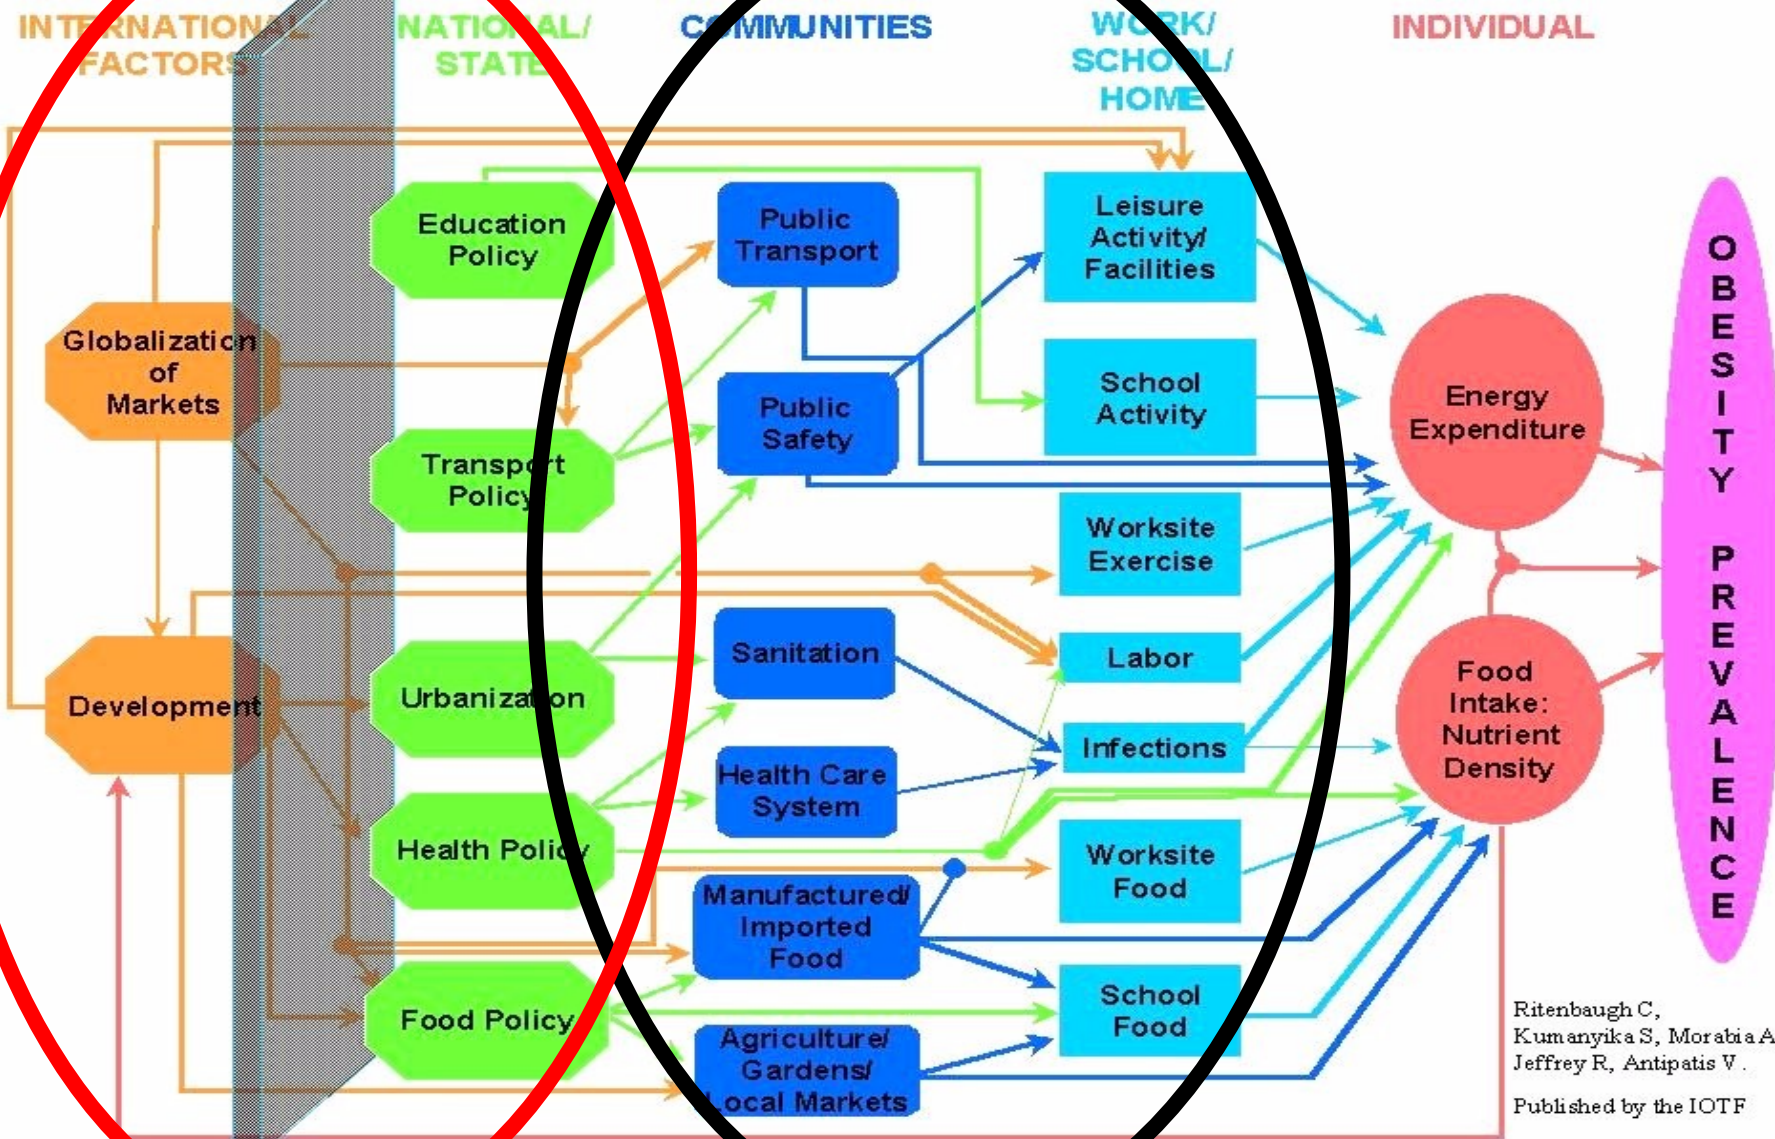 INTERNATIONAL
FACTORS
NATIONAL/
STATE
COMMUNITIES
WORK/
SCHOOL/
HOME
INDIVIDUAL
Globalization
of
Markets
Development
Education
Policy
Transport
Policy
Urbanization
Health Policy
Food Policy
Public
Transport
Public
Safety
Sanitation
Health Care
System
Manufactured/
Imported
Food
Agriculture/
Gardens/
Local Markets
Leisure
Activity/
Facilities
School
Activity
Worksite
Exercise
Labor
Infections
Worksite
Food
School
Food
Energy
Expenditure
Food
Intake:
Nutrient
Density
OBESITY PREVALENCE
Ritenbaugh C,
Kumanyika S, Morabia A
Jeffrey R, Antipatis V.
Published by the IOTF